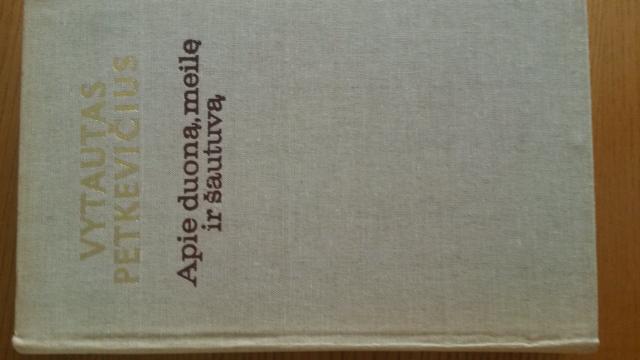 VYTAUTAS
PETKEVIČIUS
Apie duoną, meilę
ir šautuvą